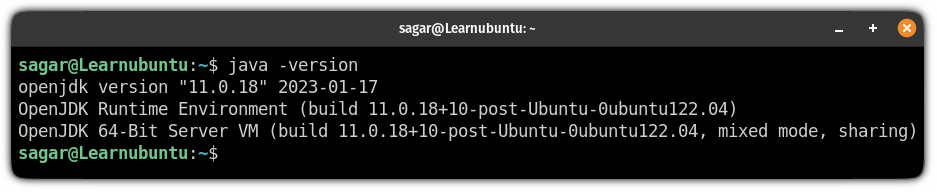 sagar@Learnubuntu: ~
sagar@Learnubuntu:~$ java -version
openjdk version "11.0.18" 2023-01-17
OpenJDK Runtime Environment (build 11.0.18+10-post-Ubuntu-0ubuntu122.04)
OpenJDK 64-Bit Server VM (build 11.0.18+10-post-Ubuntu-0ubuntu122.04, mixed mode, sharing)
sagar@Learnubuntu:~$